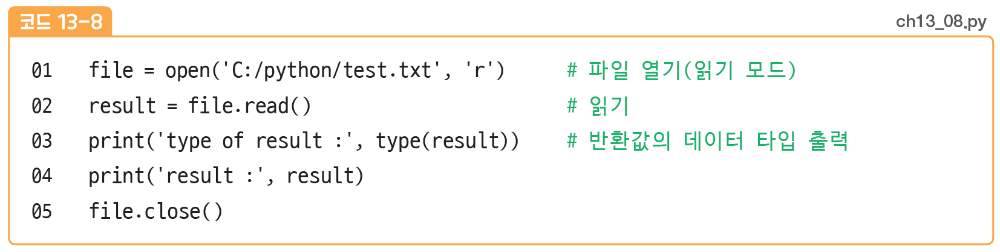 코드 13-8
ch13_08.py
01 file = open('C:/python/test.txt', 'r') # 파일 열기(읽기 모드)
02 result = file.read() # 읽기
03 print('type of result :', type(result)) # 반환값의 데이터 타입 출력
04 print('result :', result)
05 file.close()